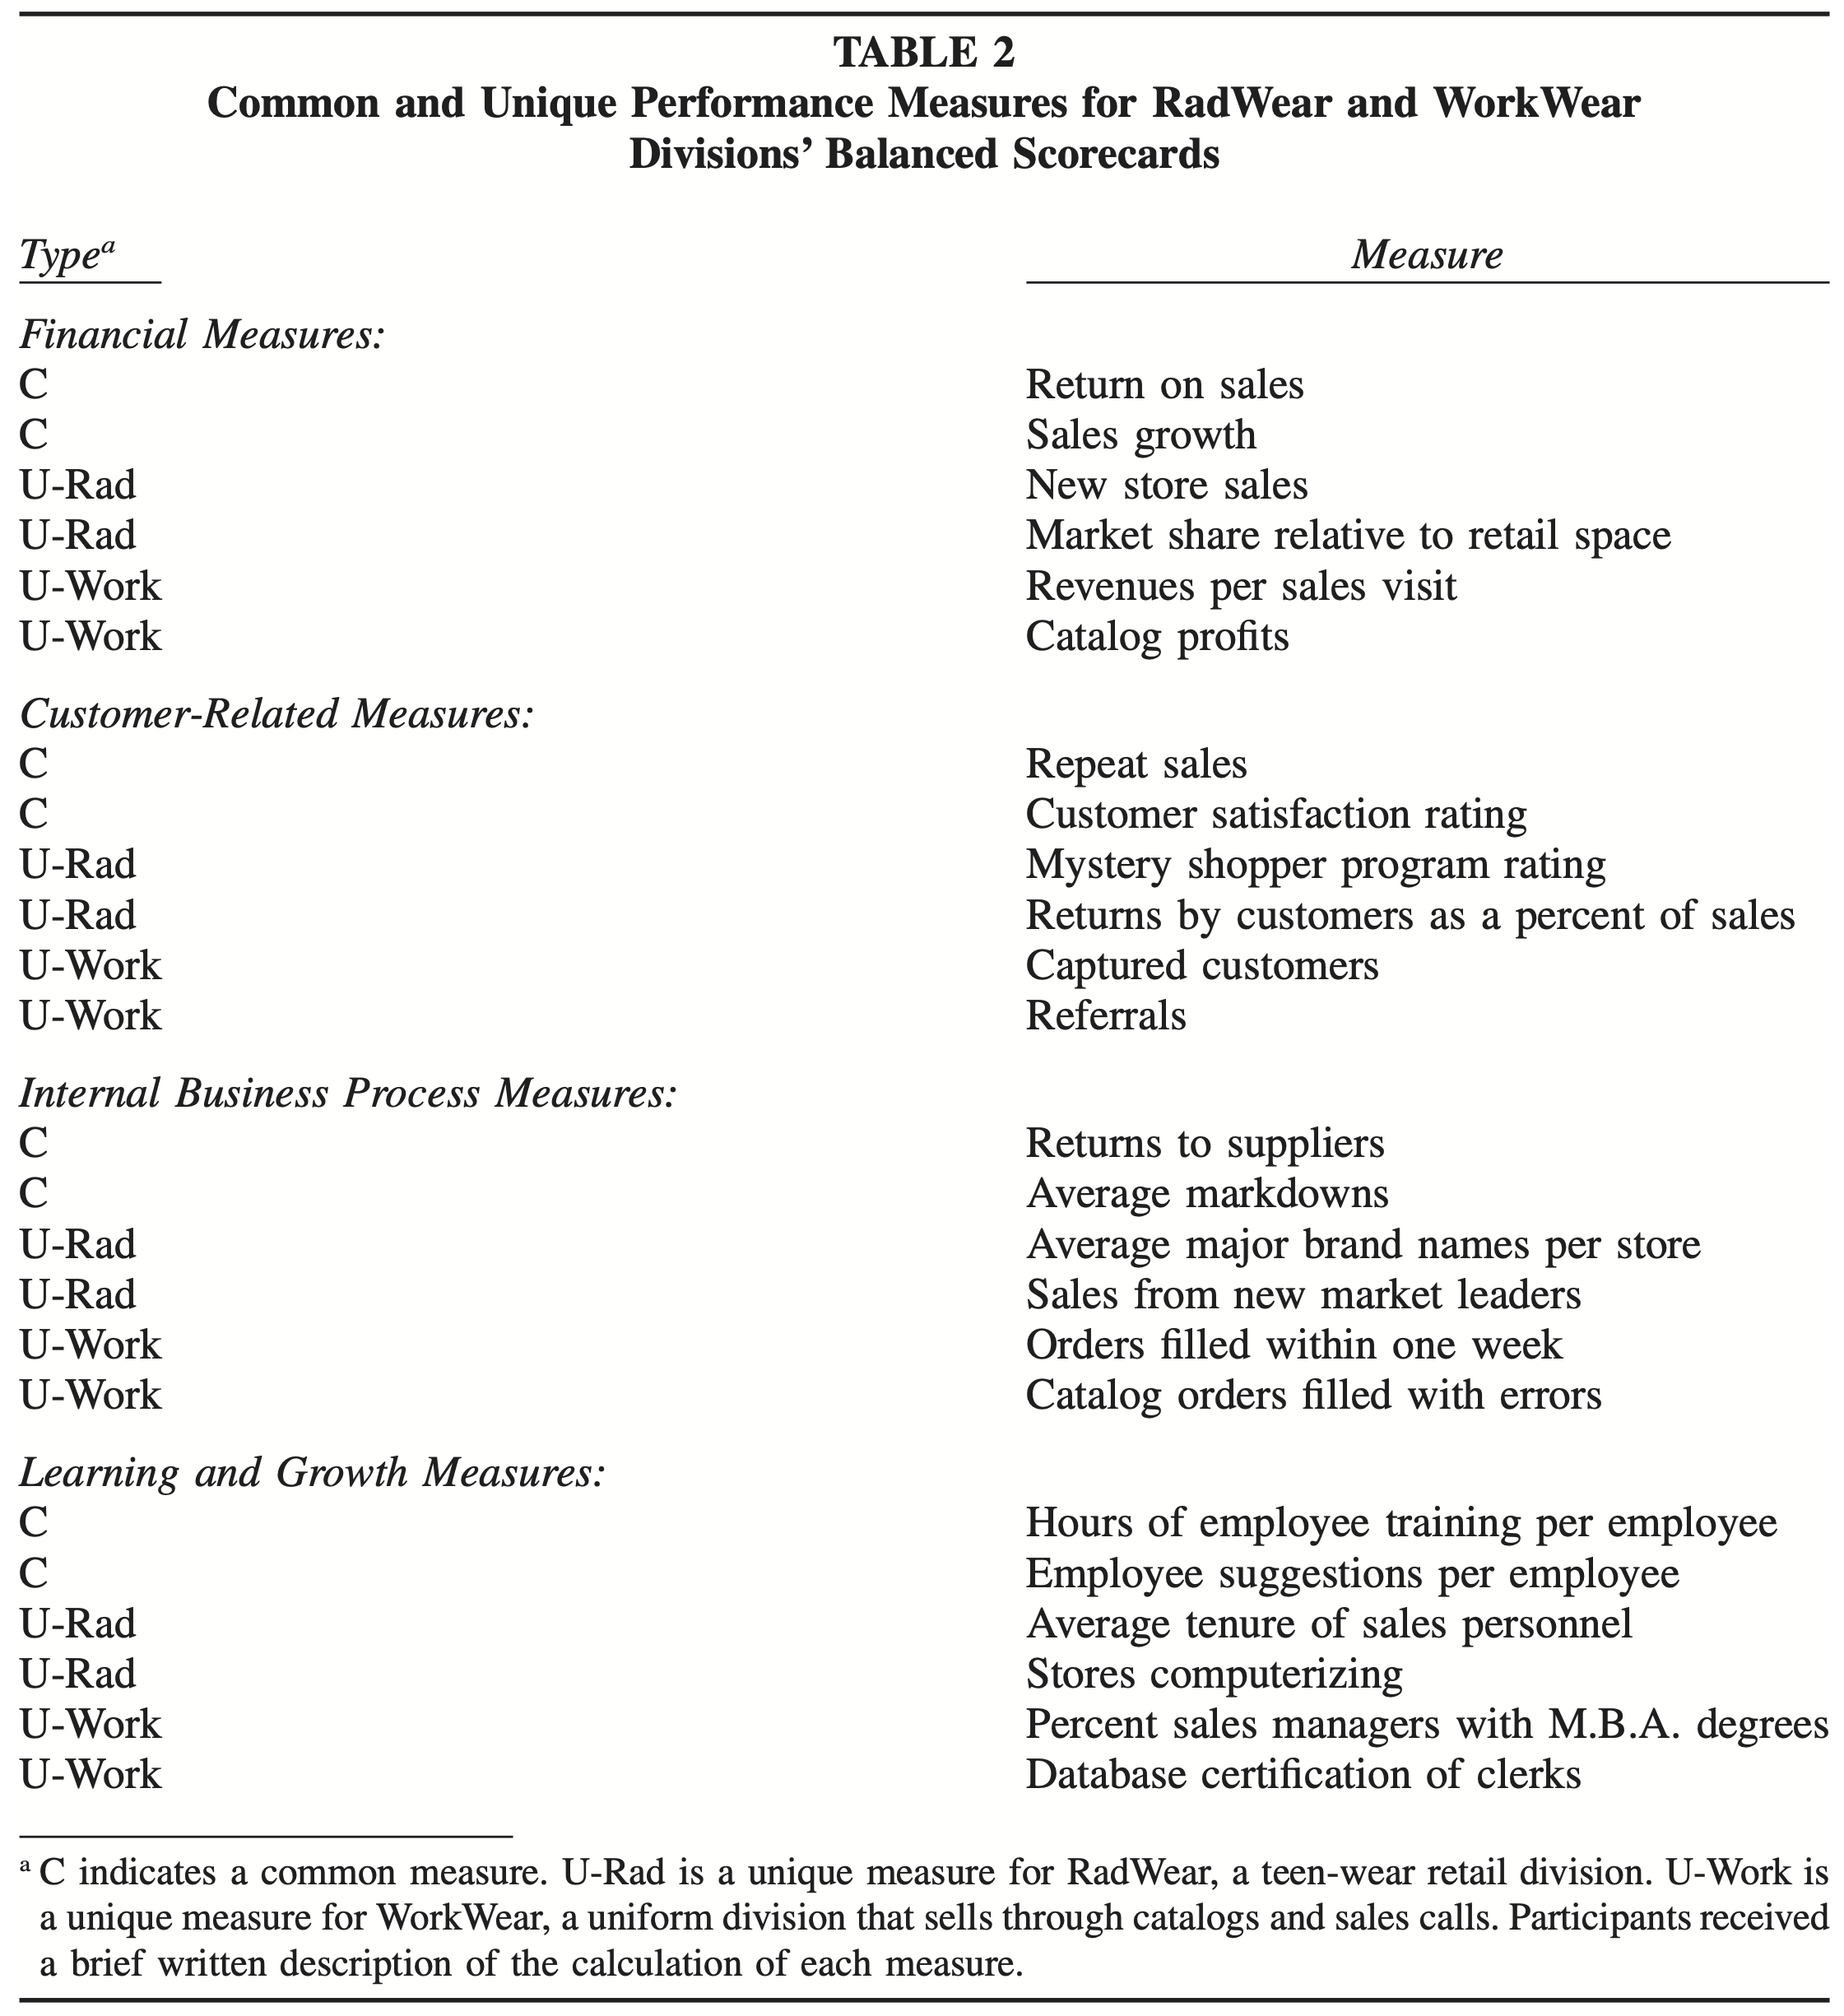 TABLE 2
Common and Unique Performance Measures for RadWear and WorkWear
Divisions’ Balanced Scorecards
Typeᵃ Measure
Financial Measures:
C Return on sales
C Sales growth
U-Rad New store sales
U-Rad Market share relative to retail space
U-Work Revenues per sales visit
U-Work Catalog profits
Customer-Related Measures:
C Repeat sales
C Customer satisfaction rating
U-Rad Mystery shopper program rating
U-Rad Returns by customers as a percent of sales
U-Work Captured customers
U-Work Referrals
Internal Business Process Measures:
C Returns to suppliers
C Average markdowns
U-Rad Average major brand names per store
U-Rad Sales from new market leaders
U-Work Orders filled within one week
U-Work Catalog orders filled with errors
Learning and Growth Measures:
C Hours of employee training per employee
C Employee suggestions per employee
U-Rad Average tenure of sales personnel
U-Rad Stores computerizing
U-Work Percent sales managers with M.B.A. degrees
U-Work Database certification of clerks
ᵃ C indicates a common measure. U-Rad is a unique measure for RadWear, a teen-wear retail division. U-Work is
a unique measure for WorkWear, a uniform division that sells through catalogs and sales calls. Participants received
a brief written description of the calculation of each measure.